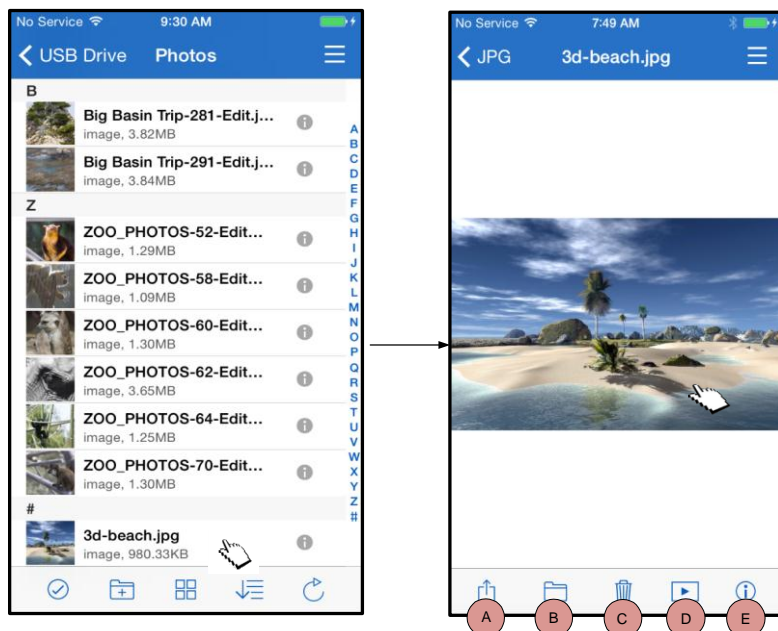 No Service 9:30 AM
USB Drive Photos
B
Big Basin Trip-281-Edit.j...
image, 3.82MB
Big Basin Trip-291-Edit.j...
image, 3.84MB
Z
ZOO_PHOTOS-52-Edit...
image, 1.29MB
ZOO_PHOTOS-58-Edit...
image, 1.09MB
ZOO_PHOTOS-60-Edit...
image, 1.30MB
ZOO_PHOTOS-62-Edit...
image, 3.65MB
ZOO_PHOTOS-64-Edit...
image, 1.25MB
ZOO_PHOTOS-70-Edit...
image, 1.30MB
#
3d-beach.jpg
image, 980.33KB
A
B
C
D
E
F
G
H
I
J
K
L
M
N
O
P
Q
R
S
T
U
V
W
X
Y
Z
#
No Service 7:49 AM
JPG 3d-beach.jpg
A B C D E